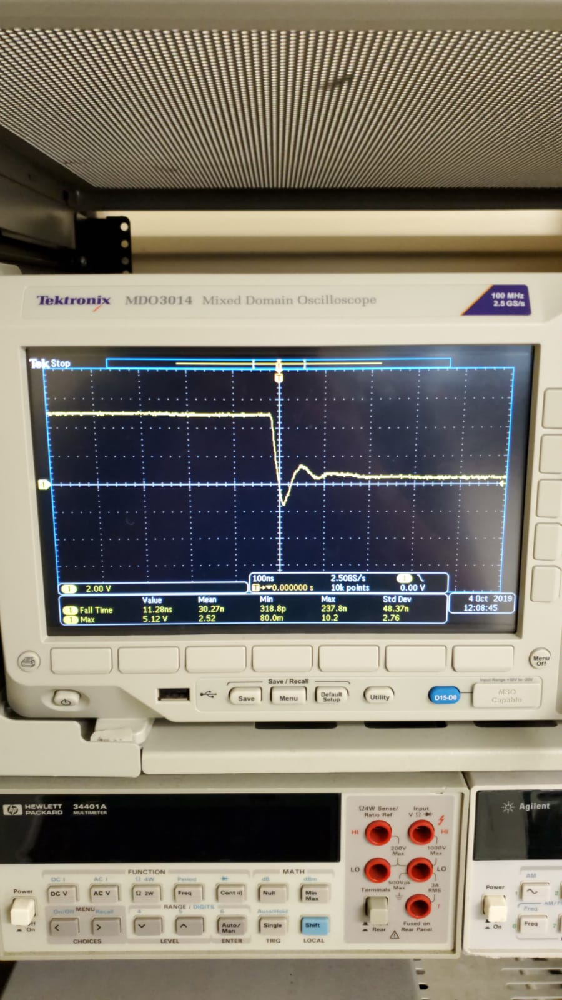 Tektronix MDO3014 Mixed Domain Oscilloscope
100 MHz
2.5 GS/s
Tek Stop
T
T
1
1 2.00 V
100ns 2.50GS/s 1
T 0.000000 s 10k points 0.00 V
Value Mean Min Max Std Dev
1 Fall Time 11.28ns 30.27n 318.8p 237.8n 48.37n
1 Max 5.12 V 2.52 80.0m 10.2 2.76
4 Oct 2019
12:08:45
Menu
Off
Save / Recall
Save
Menu
Default
Setup
Utility
D15-D0
Input Range +20V to -20V
MSO
Capable
hp HEWLETT
PACKARD
34401A
MULTIMETER
Ω4W Sense/
Ratio Ref
Input
V Ω
HI
HI
200V
Max
1000V
Max
LO
LO
500Vpk
Max
3A
RMS
Terminals
I
Rear
Fused on
Rear Panel
FUNCTION
MATH
DC I
AC I
Ω 4W
Period
dB
dBm
DC V
AC V
Ω 2W
Freq
Cont
Null
Min
Max
Power
On
On/Off MENU Recall
RANGE / DIGITS
4
5
6
Auto/Hold
<
>
Auto/
Man
Single
Shift
CHOICES
LEVEL
ENTER
TRIG
LOCAL
Agilent
Power
On
AM
Freq
Freq